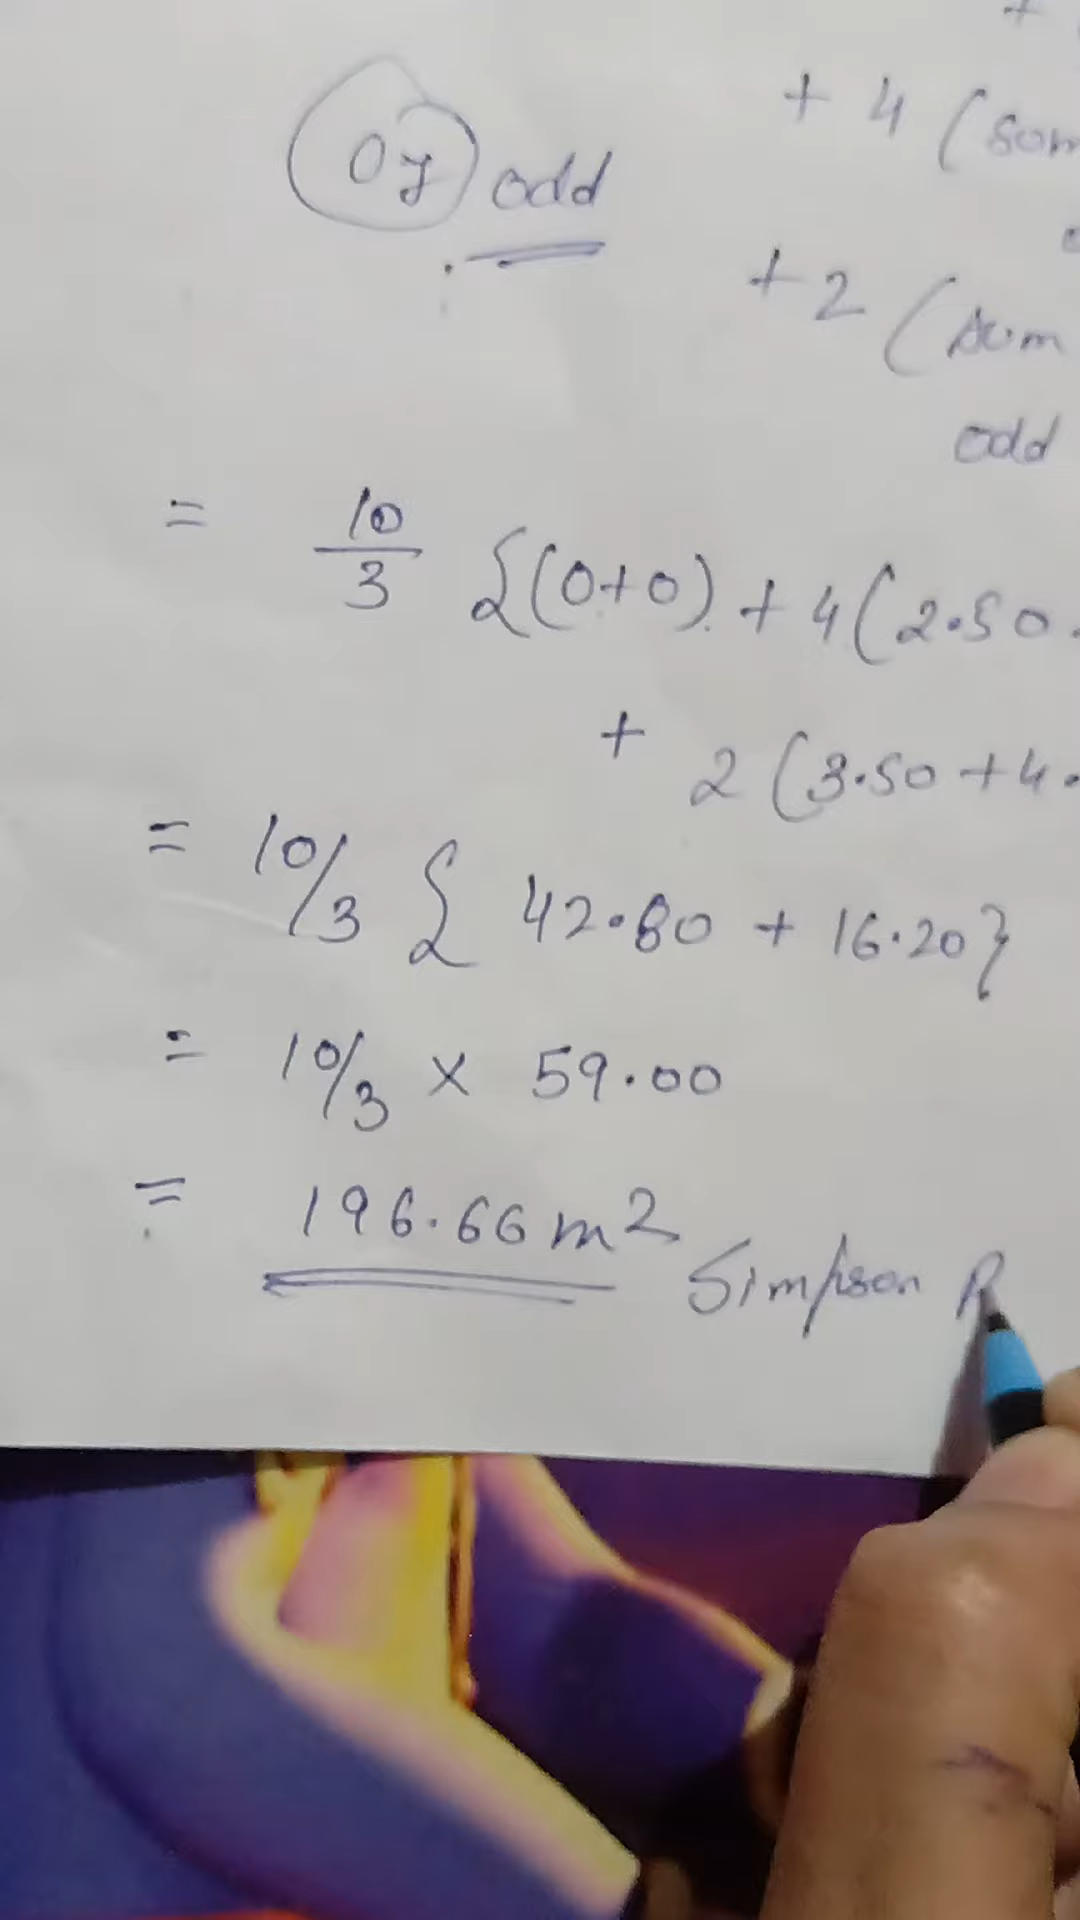 +
+ 4 (Som
07 odd
+ 2 (sum
odd
= 10/3 {(0+0) + 4(2.50
+ 2 (3.50 + 4.
= 10/3 { 42.80 + 16.20}
= 10/3 × 59.00
= 196.66 m2
Simpson R